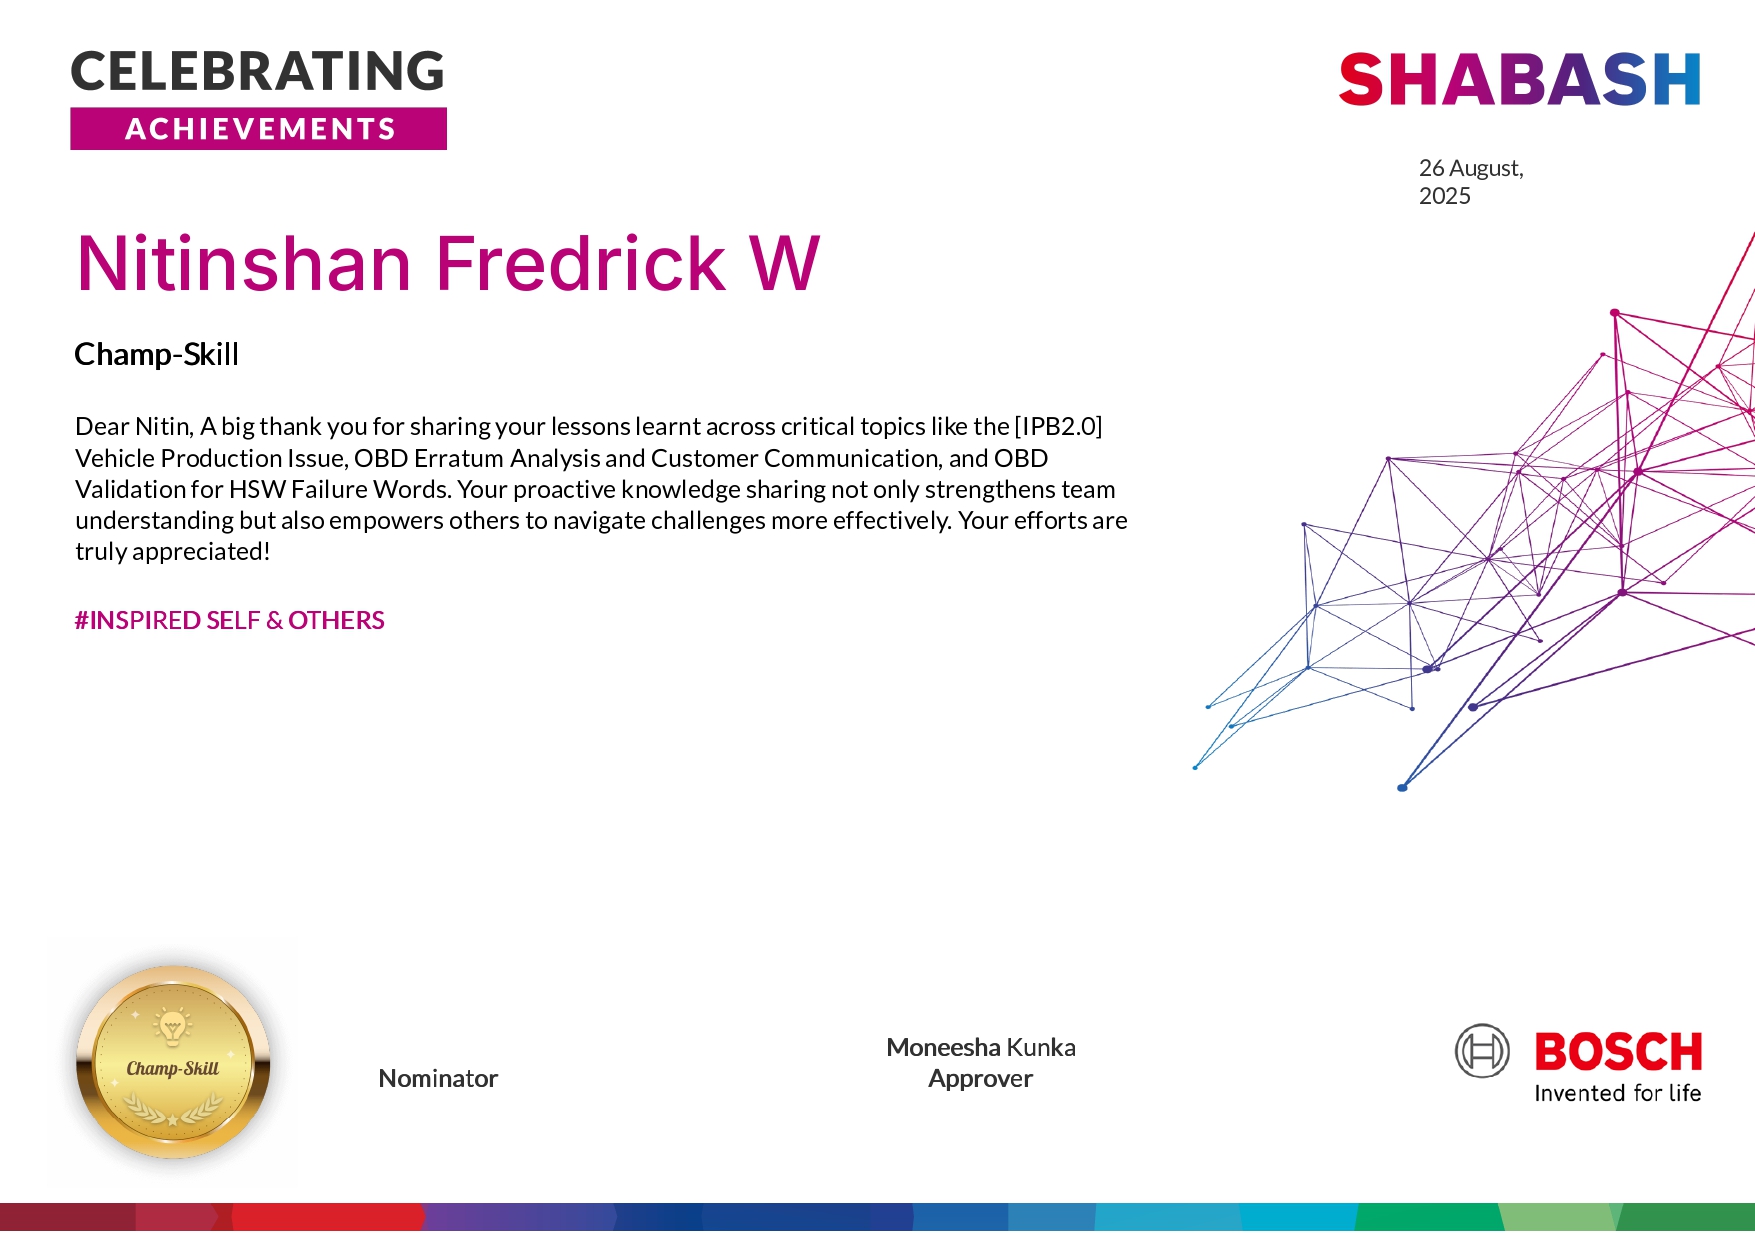 CELEBRATING
ACHIEVEMENTS
SHABASH
26 August,
2025
Nitinshan Fredrick W
Champ-Skill
Dear Nitin, A big thank you for sharing your lessons learnt across critical topics like the [IPB2.0]
Vehicle Production Issue, OBD Erratum Analysis and Customer Communication, and OBD
Validation for HSW Failure Words. Your proactive knowledge sharing not only strengthens team
understanding but also empowers others to navigate challenges more effectively. Your efforts are
truly appreciated!
#INSPIRED SELF & OTHERS
Champ-Skill
Nominator
Moneesha Kunka
Approver
BOSCH
Invented for life